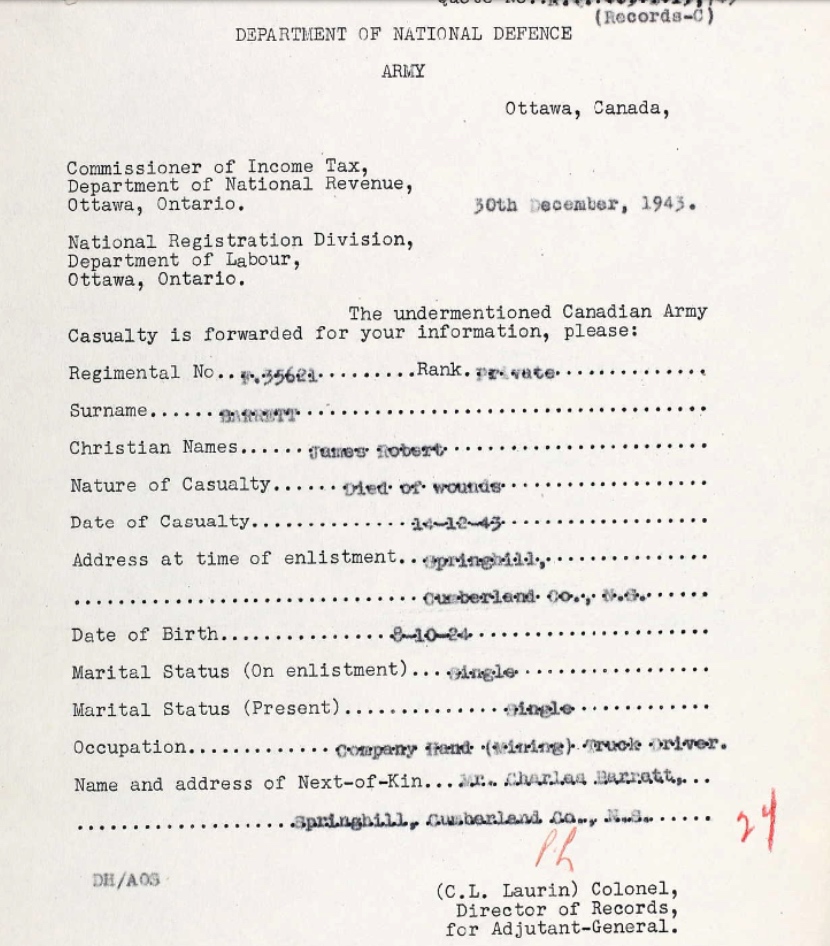 (Records-C)
DEPARTMENT OF NATIONAL DEFENCE
ARMY
Ottawa, Canada,
Commissioner of Income Tax,
Department of National Revenue,
Ottawa, Ontario.
30th December, 1943.
National Registration Division,
Department of Labour,
Ottawa, Ontario.
The undermentioned Canadian Army
Casualty is forwarded for your information, please:
Regimental No..F.35621.........Rank.Private..............
Surname......BARRETT........................................
Christian Names......James Robert..........................
Nature of Casualty......Died of wounds....................
Date of Casualty..............14-12-43....................
Address at time of enlistment..Springhill,...............
..............................Cumberland Co., N.S.......
Date of Birth...............8-10-24.......................
Marital Status (On enlistment)....Single.................
Marital Status (Present)..............Single.............
Occupation.............Company Hand (Mining) Truck Driver.
Name and address of Next-of-Kin...Mr. Charles Barrett,...
...................Springhill, Cumberland Co., N.S.......
24
DH/AOS
(C.L. Laurin) Colonel,
Director of Records,
for Adjutant-General.